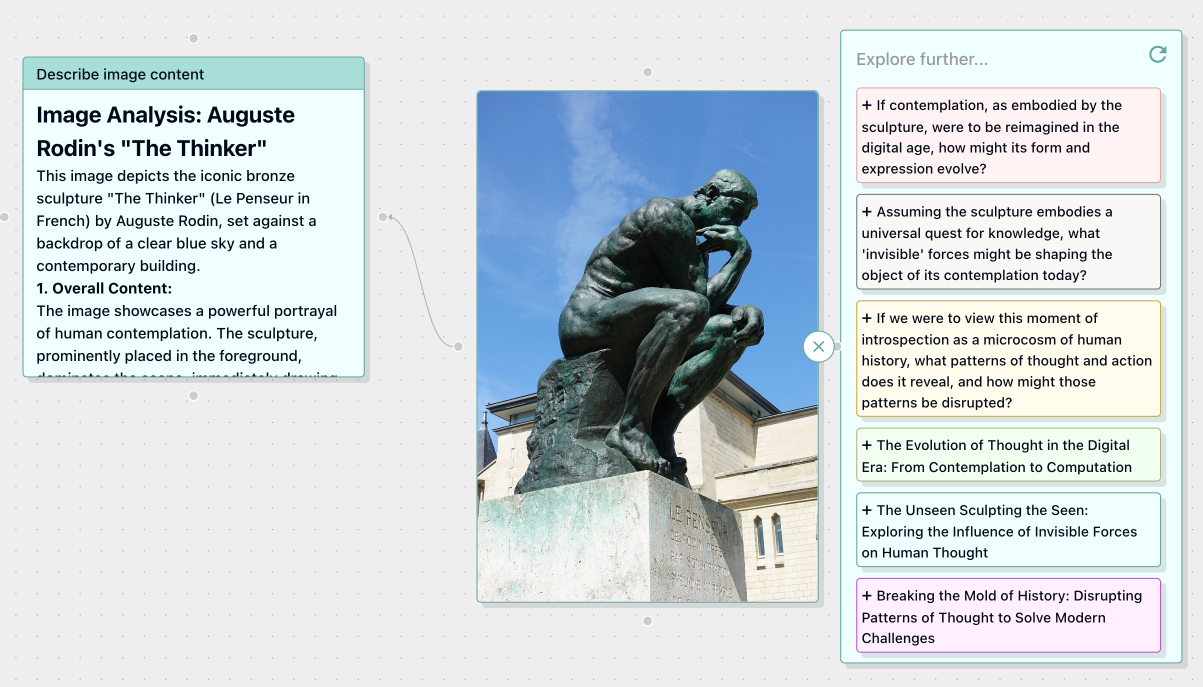 Describe image content
Image Analysis: Auguste
Rodin's "The Thinker"
This image depicts the iconic bronze
sculpture "The Thinker" (Le Penseur in
French) by Auguste Rodin, set against a
backdrop of a clear blue sky and a
contemporary building.
1. Overall Content:
The image showcases a powerful portrayal
of human contemplation. The sculpture,
prominently placed in the foreground,
dominates the scene, immediately drawing
LE PENSEUR
Explore further...
+ If contemplation, as embodied by the
sculpture, were to be reimagined in the
digital age, how might its form and
expression evolve?
+ Assuming the sculpture embodies a
universal quest for knowledge, what
'invisible' forces might be shaping the
object of its contemplation today?
+ If we were to view this moment of
introspection as a microcosm of human
history, what patterns of thought and action
does it reveal, and how might those
patterns be disrupted?
+ The Evolution of Thought in the Digital
Era: From Contemplation to Computation
+ The Unseen Sculpting the Seen:
Exploring the Influence of Invisible Forces
on Human Thought
+ Breaking the Mold of History: Disrupting
Patterns of Thought to Solve Modern
Challenges